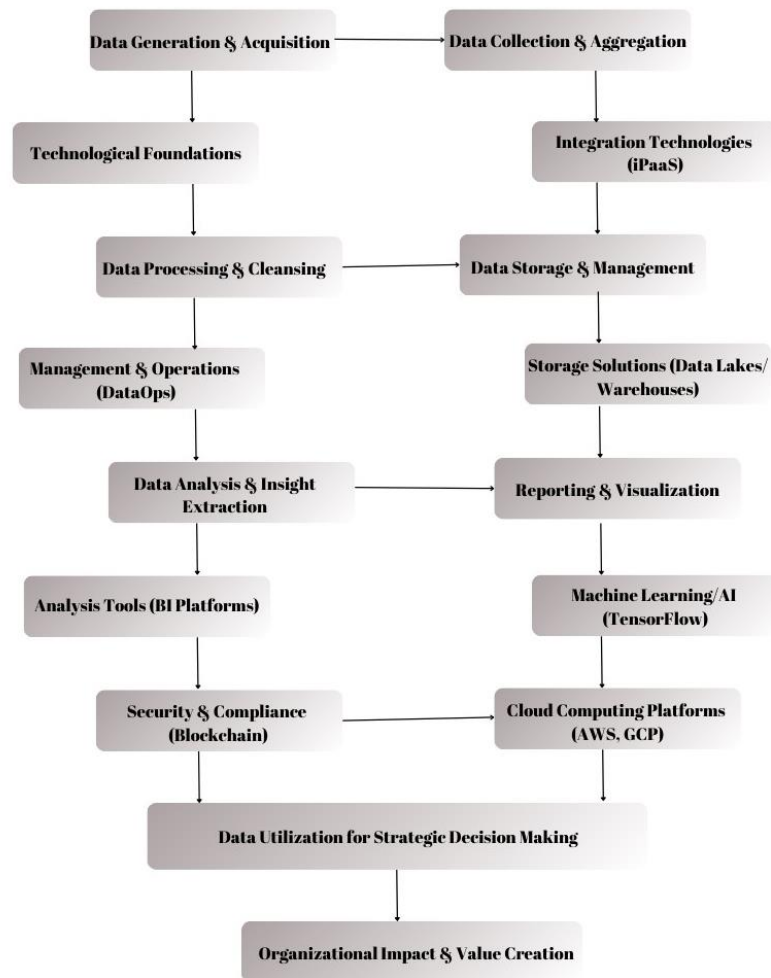 Data Generation & Acquisition
Data Collection & Aggregation
Technological Foundations
Integration Technologies
(iPaaS)
Data Processing & Cleansing
Data Storage & Management
Management & Operations
(DataOps)
Storage Solutions (Data Lakes/
Warehouses)
Data Analysis & Insight
Extraction
Reporting & Visualization
Analysis Tools (BI Platforms)
Machine Learning/AI
(TensorFlow)
Security & Compliance
(Blockchain)
Cloud Computing Platforms
(AWS, GCP)
Data Utilization for Strategic Decision Making
Organizational Impact & Value Creation